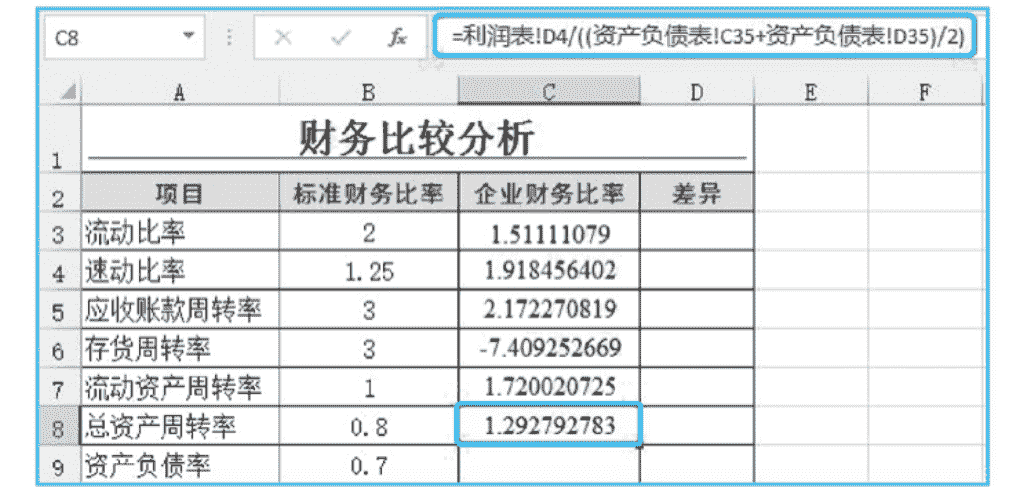 C8 fx =利润表!D4/((资产负债表!C35+资产负债表!D35)/2)
A B C D E F
1 财务比较分析
2 项目 标准财务比率 企业财务比率 差异
3 流动比率 2 1.51111079
4 速动比率 1.25 1.918456402
5 应收账款周转率 3 2.172270819
6 存货周转率 3 -7.409252669
7 流动资产周转率 1 1.720020725
8 总资产周转率 0.8 1.292792783
9 资产负债率 0.7